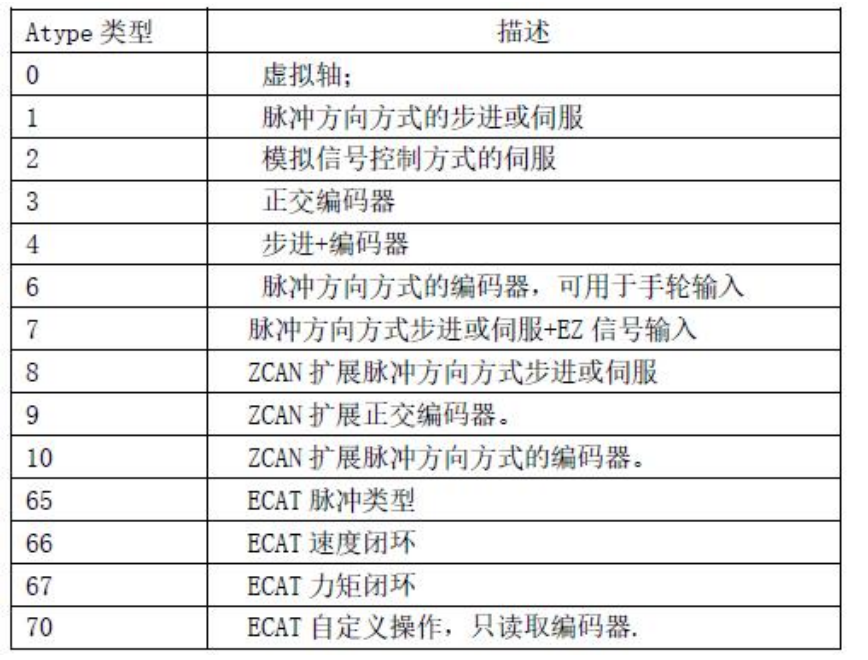 Atype 类型 描述
0 虚拟轴;
1 脉冲方向方式的步进或伺服
2 模拟信号控制方式的伺服
3 正交编码器
4 步进+编码器
6 脉冲方向方式的编码器，可用于手轮输入
7 脉冲方向方式步进或伺服+EZ 信号输入
8 ZCAN 扩展脉冲方向方式步进或伺服
9 ZCAN 扩展正交编码器。
10 ZCAN 扩展脉冲方向方式的编码器。
65 ECAT 脉冲类型
66 ECAT 速度闭环
67 ECAT 力矩闭环
70 ECAT 自定义操作，只读取编码器.